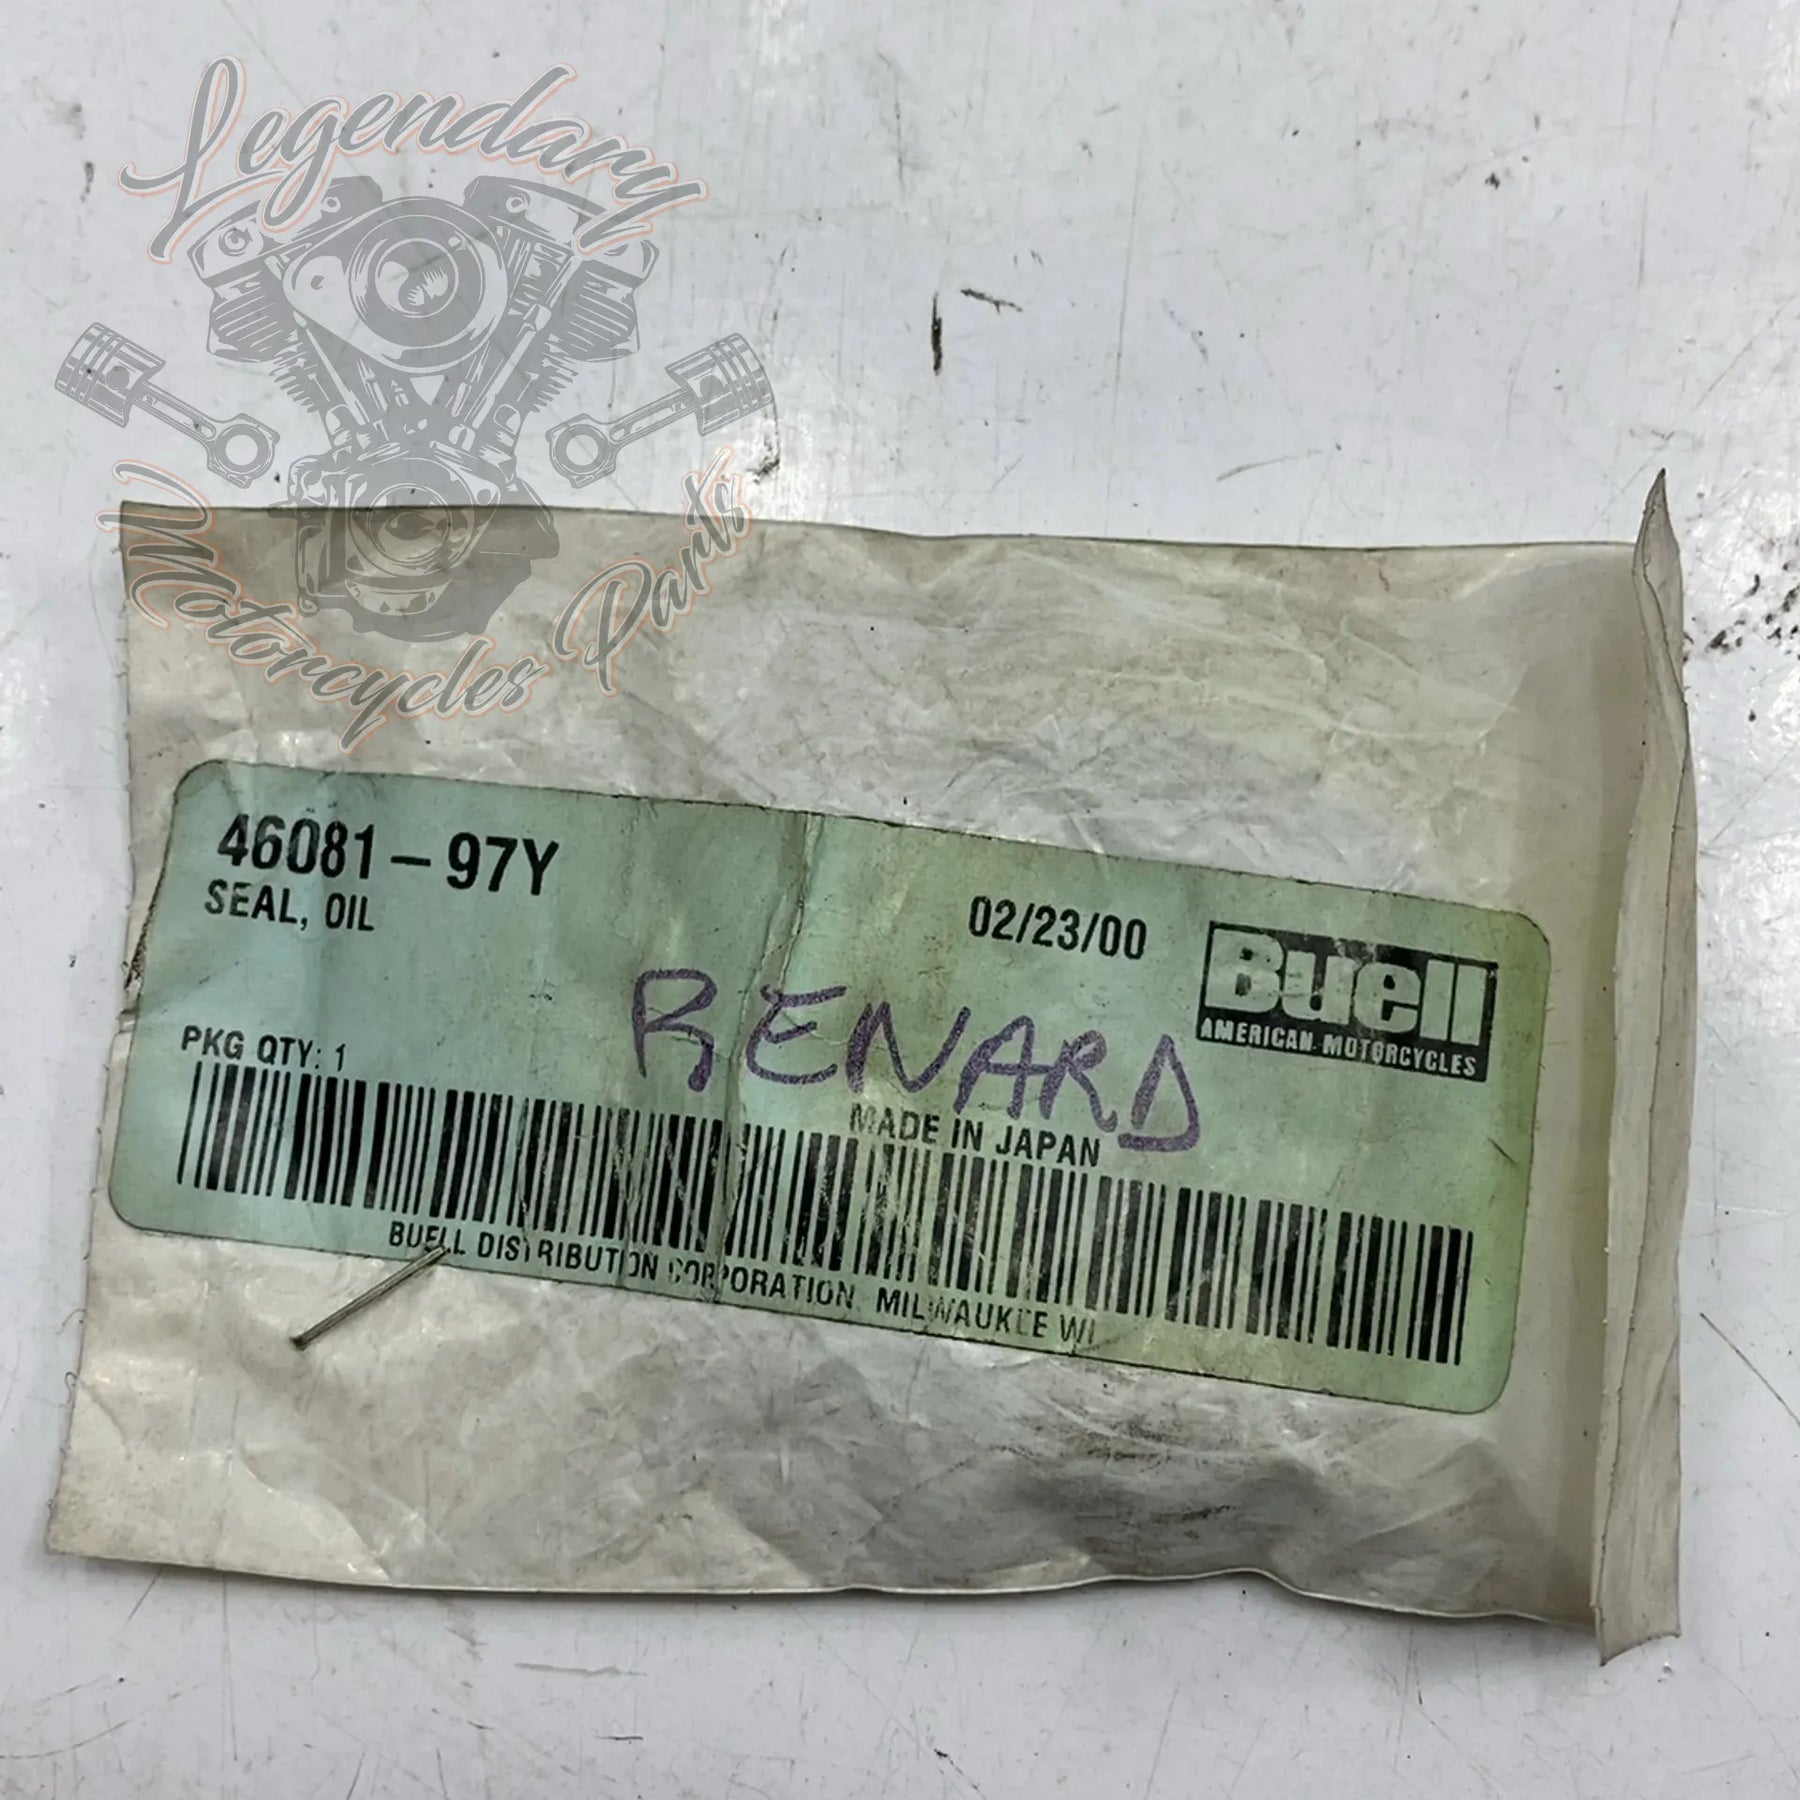 Legendary
Motorcycles Parts
46081-97Y
SEAL, OIL
02/23/00
Buell
AMERICAN MOTORCYCLES
RENARD
PKG QTY: 1
MADE IN JAPAN
BUELL DISTRIBUTION CORPORATION MILWAUKEE WI